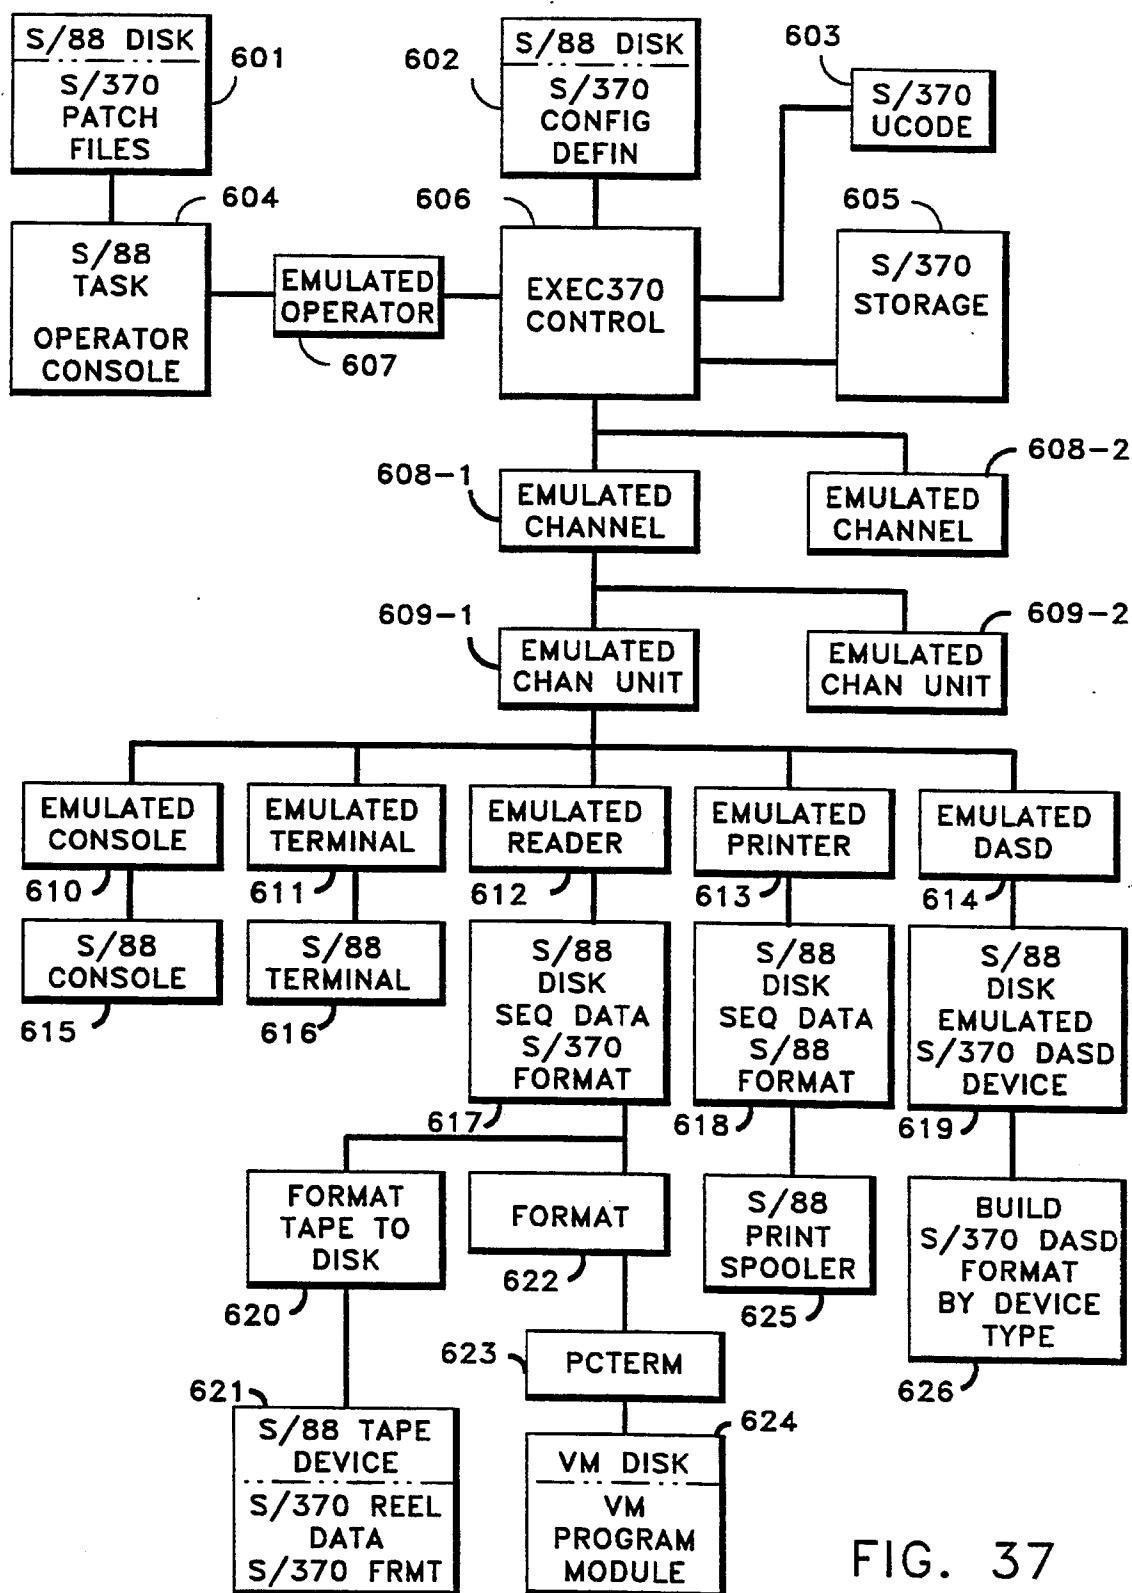 S/88 DISK
S/370
PATCH
FILES
601
S/88 DISK
S/370
CONFIG
DEFIN
602
603
S/370
UCODE
604
S/88
TASK
OPERATOR
CONSOLE
EMULATED
OPERATOR
607
606
EXEC370
CONTROL
605
S/370
STORAGE
608-1
EMULATED
CHANNEL
608-2
EMULATED
CHANNEL
609-1
EMULATED
CHAN UNIT
609-2
EMULATED
CHAN UNIT
EMULATED
CONSOLE
610
EMULATED
TERMINAL
611
EMULATED
READER
612
EMULATED
PRINTER
613
EMULATED
DASD
614
S/88
CONSOLE
615
S/88
TERMINAL
616
S/88
DISK
SEQ DATA
S/370
FORMAT
617
S/88
DISK
SEQ DATA
S/88
FORMAT
618
S/88
DISK
EMULATED
S/370 DASD
DEVICE
619
FORMAT
TAPE TO
DISK
620
FORMAT
622
S/88
PRINT
SPOOLER
625
BUILD
S/370 DASD
FORMAT
BY DEVICE
TYPE
626
623
PCTERM
621
S/88 TAPE
DEVICE
S/370 REEL
DATA
S/370 FRMT
624
VM DISK
VM
PROGRAM
MODULE
FIG. 37